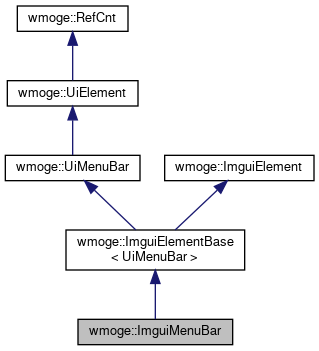 wmoge::RefCnt
wmoge::UiElement
wmoge::UiMenuBar
wmoge::ImguiElement
wmoge::ImguiElementBase
< UiMenuBar >
wmoge::ImguiMenuBar